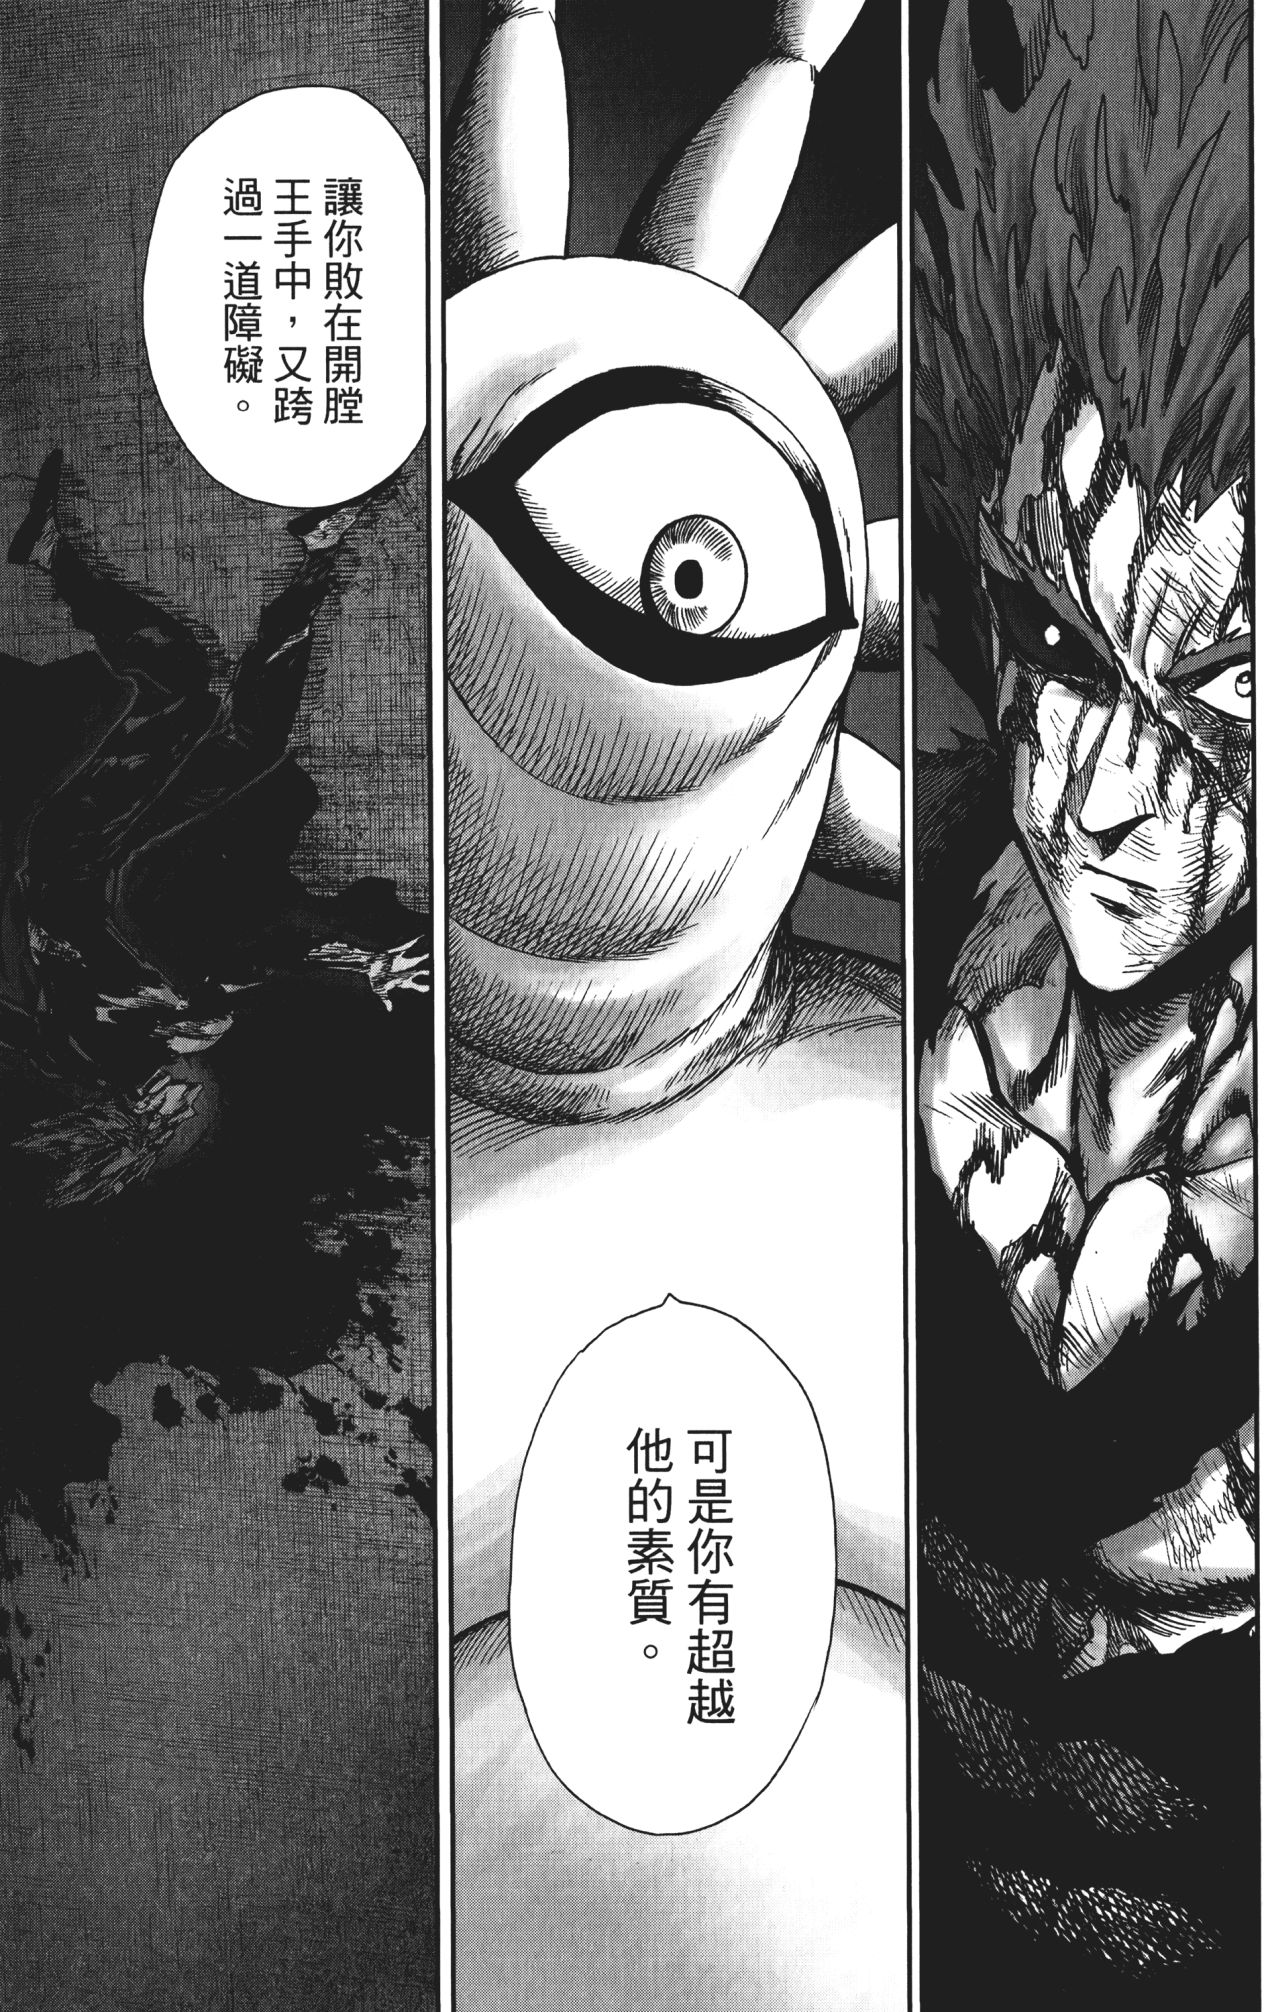 可是你有超越
他的素質。
讓你敗在開膛
王手中，又跨
過一道障礙。